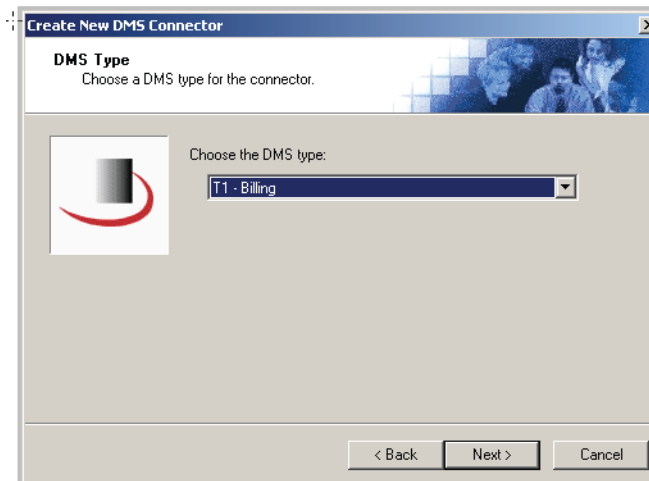 Create New DMS Connector
DMS Type
Choose a DMS type for the connector.
Choose the DMS type:
T1 - Billing
< Back
Next >
Cancel